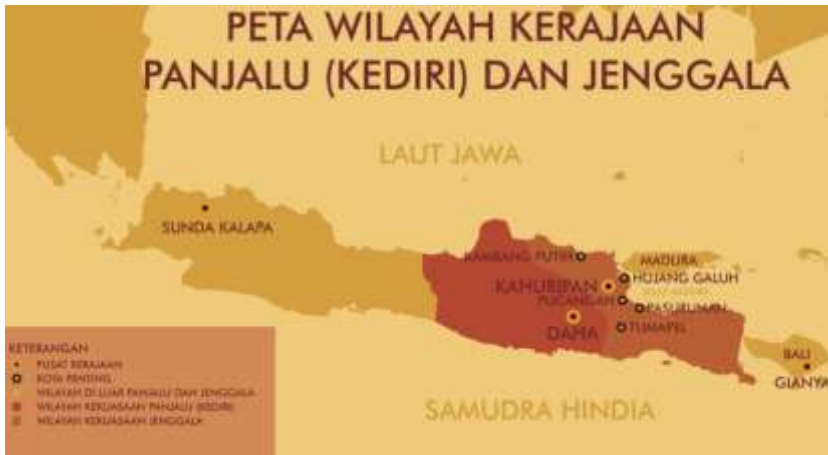 PETA WILAYAH KERAJAAN
PANJALU (KEDIRI) DAN JENGGALA
LAUT JAWA
SUNDA KALAPA
KAMBANG PUTIH
MADURA
HUJANG GALUH
KAHURIPAN
PUCANGAN
PASURUHAN
DAHA
TUMAPEL
BALI
GIANYA
SAMUDRA HINDIA
KETERANGAN
PUSAT KERAJAAN
KOTA PENTING
WILAYAH DI LUAR PANJALU DAN JENGGALA
WILAYAH KEKUASAAN PANJALU (KEDIRI)
WILAYAH KEKUASAAN JENGGALA